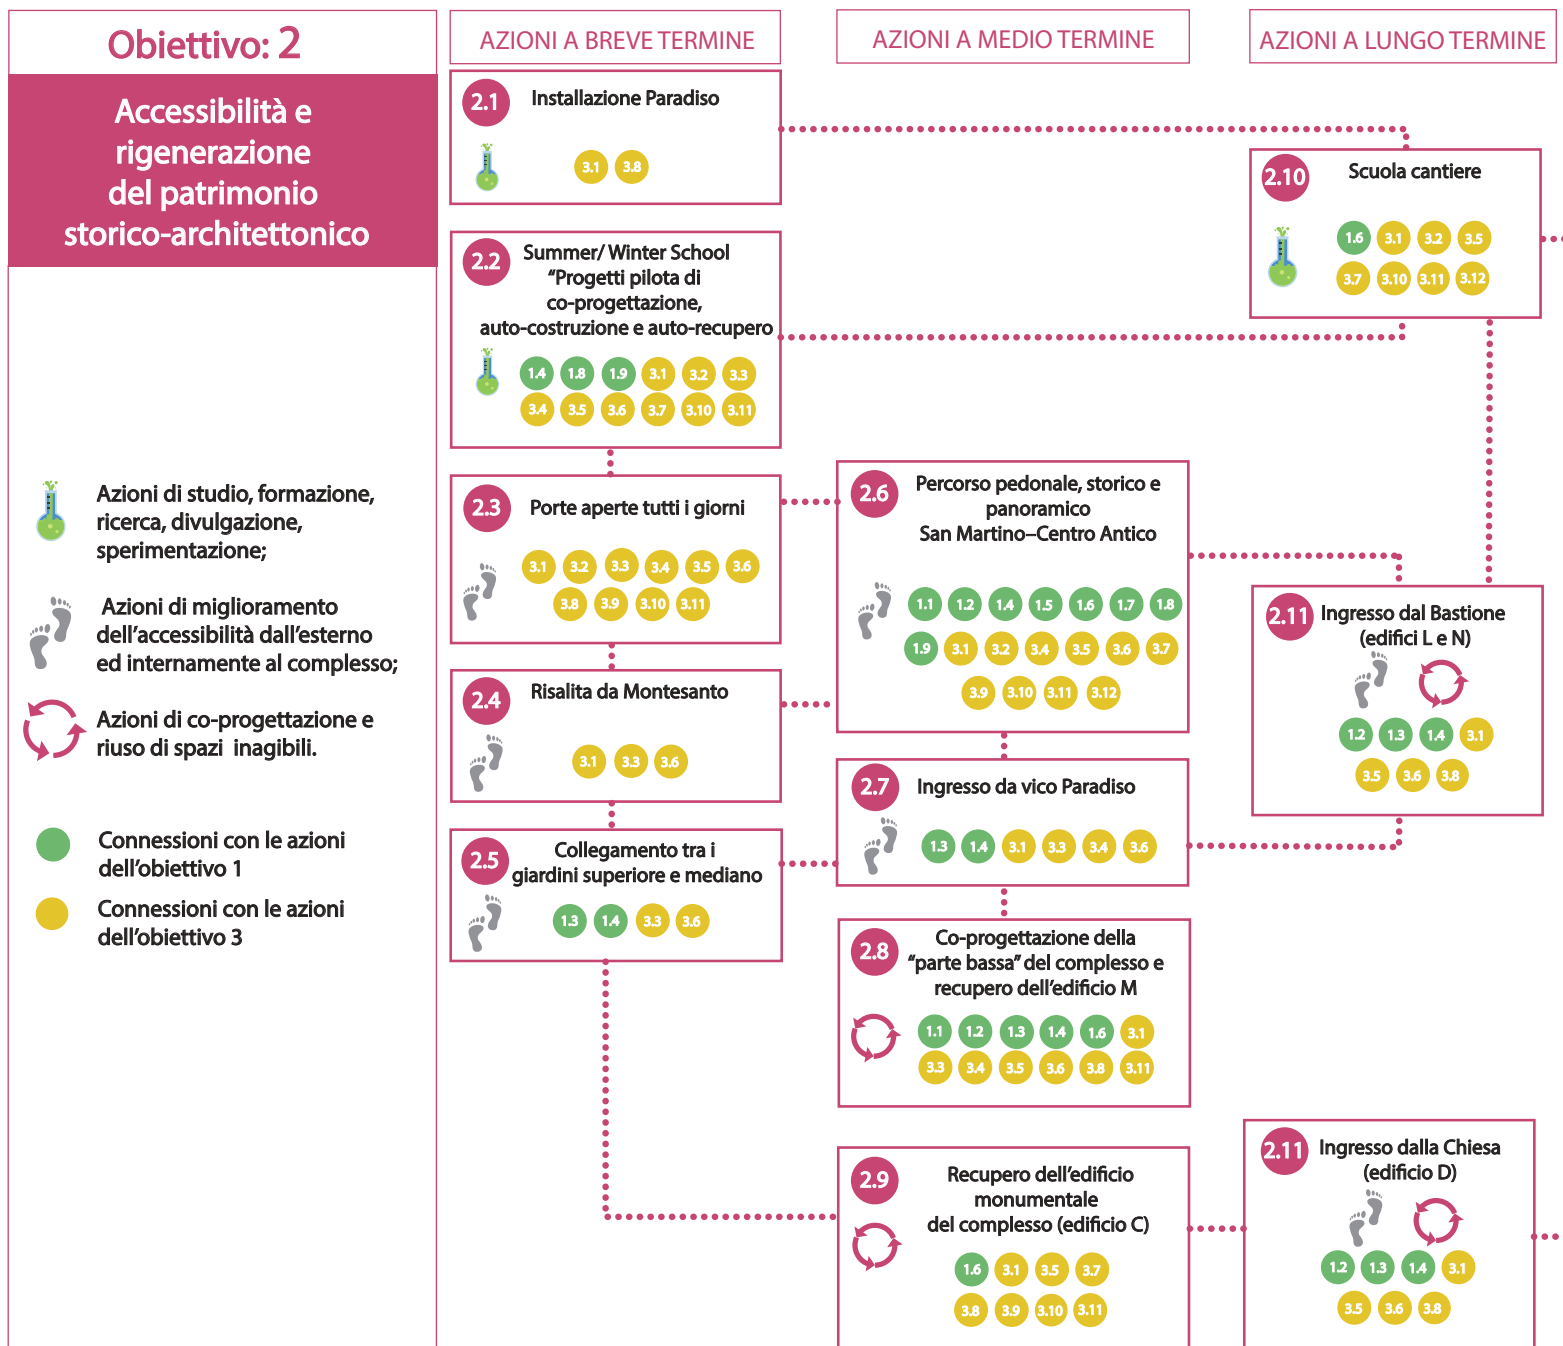 Obiettivo: 2
Accessibilità e
rigenerazione
del patrimonio
storico-architettonico
Azioni di studio, formazione,
ricerca, divulgazione,
sperimentazione;
Azioni di miglioramento
dell'accessibilità dall'esterno
ed internamente al complesso;
Azioni di co-progettazione e
riuso di spazi inagibili.
Connessioni con le azioni
dell'obiettivo 1
Connessioni con le azioni
dell'obiettivo 3
AZIONI A BREVE TERMINE
2.1 Installazione Paradiso
3.1 3.8
2.2 Summer/ Winter School
“Progetti pilota di
co-progettazione,
auto-costruzione e auto-recupero
1.4 1.8 1.9 3.1 3.2 3.3
3.4 3.5 3.6 3.7 3.10 3.11
2.3 Porte aperte tutti i giorni
3.1 3.2 3.3 3.4 3.5 3.6
3.8 3.9 3.10 3.11
2.4 Risalita da Montesanto
3.1 3.3 3.6
2.5 Collegamento tra i
giardini superiore e mediano
1.3 1.4 3.3 3.6
AZIONI A MEDIO TERMINE
2.6 Percorso pedonale, storico e
panoramico
San Martino–Centro Antico
1.1 1.2 1.4 1.5 1.6 1.7 1.8
1.9 3.1 3.2 3.4 3.5 3.6 3.7
3.9 3.10 3.11 3.12
2.7 Ingresso da vico Paradiso
1.3 1.4 3.1 3.3 3.4 3.6
2.8 Co-progettazione della
“parte bassa” del complesso e
recupero dell'edificio M
1.1 1.2 1.3 1.4 1.6 3.1
3.3 3.4 3.5 3.6 3.8 3.11
2.9 Recupero dell'edificio
monumentale
del complesso (edificio C)
1.6 3.1 3.5 3.7
3.8 3.9 3.10 3.11
AZIONI A LUNGO TERMINE
2.10 Scuola cantiere
1.6 3.1 3.2 3.5
3.7 3.10 3.11 3.12
2.11 Ingresso dal Bastione
(edifici L e N)
1.2 1.3 1.4 3.1
3.5 3.6 3.8
2.11 Ingresso dalla Chiesa
(edificio D)
1.2 1.3 1.4 3.1
3.5 3.6 3.8